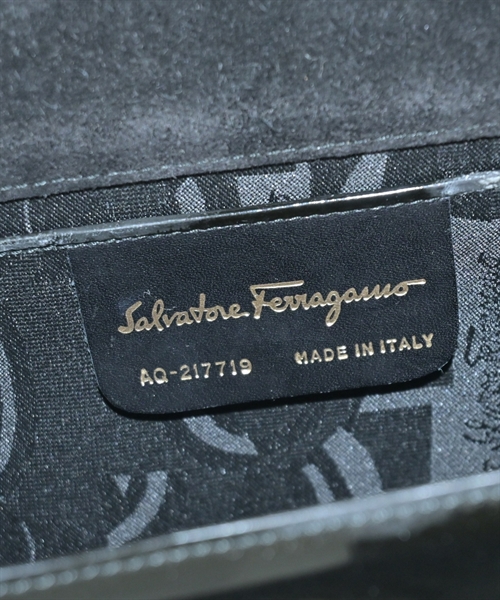 Salvatore Ferragamo
AQ-217719 MADE IN ITALY